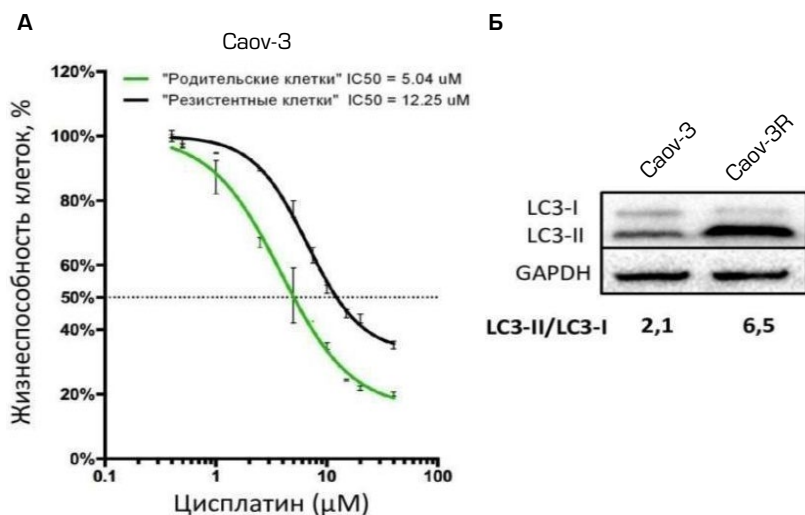 А
Caov-3
120%
100%
80%
60%
50%
40%
20%
0%
Жизнеспособность клеток, %
"Родительские клетки" IC50 = 5.04 uM
"Резистентные клетки" IC50 = 12.25 uM
0.1
1
10
100
Цисплатин (µM)
Б
Caov-3
Caov-3R
LC3-I
LC3-II
GAPDH
LC3-II/LC3-I 2,1 6,5